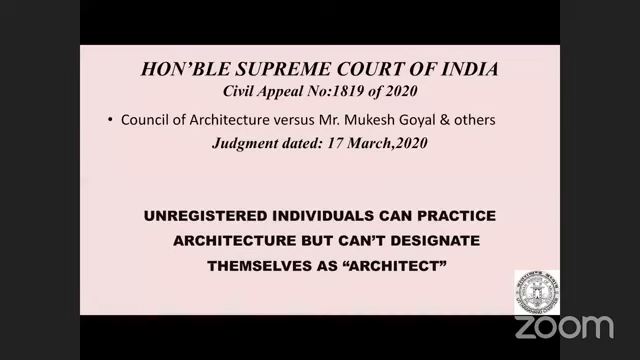 HON'BLE SUPREME COURT OF INDIA
Civil Appeal No:1819 of 2020
• Council of Architecture versus Mr. Mukesh Goyal & others
Judgment dated: 17 March,2020
UNREGISTERED INDIVIDUALS CAN PRACTICE
ARCHITECTURE BUT CAN'T DESIGNATE
THEMSELVES AS “ARCHITECT”
zoom